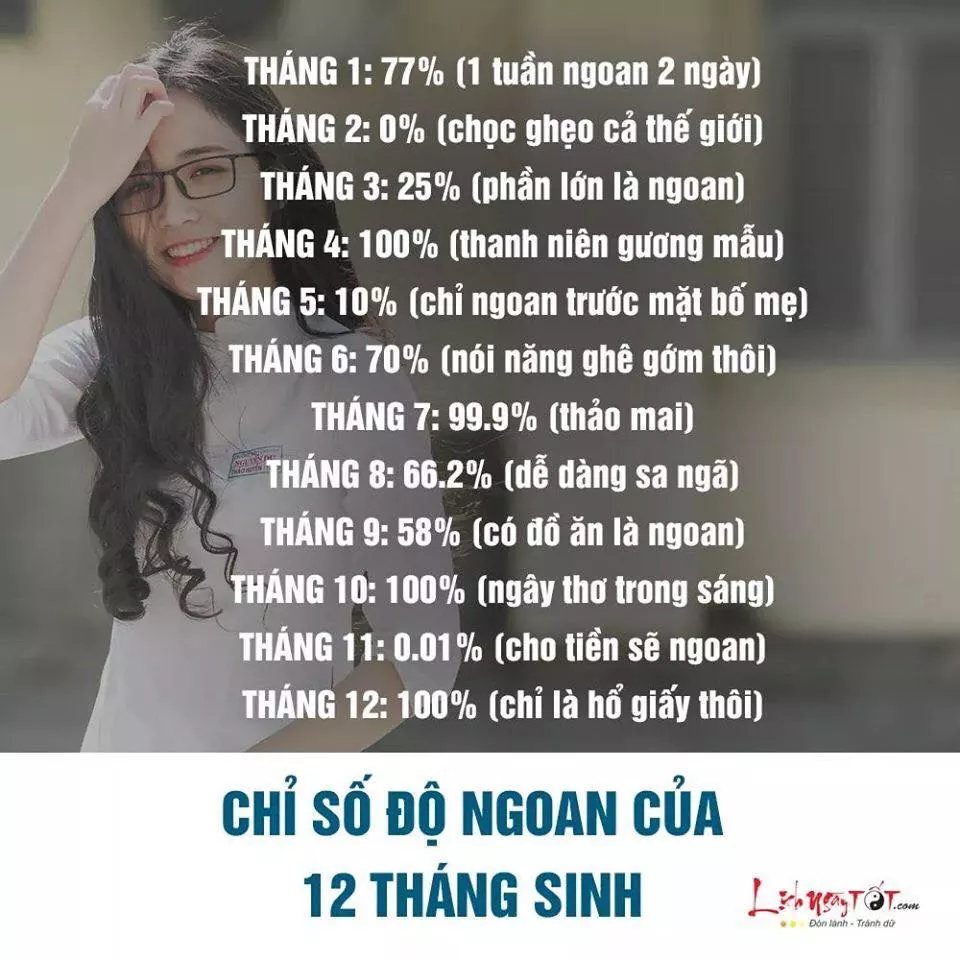 THÁNG 1: 77% (1 tuần ngoan 2 ngày)
THÁNG 2: 0% (chọc ghẹo cả thế giới)
THÁNG 3: 25% (phần lớn là ngoan)
THÁNG 4: 100% (thanh niên gương mẫu)
THÁNG 5: 10% (chỉ ngoan trước mặt bố mẹ)
THÁNG 6: 70% (nói năng ghê gớm thôi)
THÁNG 7: 99.9% (thảo mai)
NGUYỄN DU
THÁNG 8: 66.2% (dễ dàng sa ngã)
THÁNG 9: 58% (có đồ ăn là ngoan)
THÁNG 10: 100% (ngây thơ trong sáng)
THÁNG 11: 0.01% (cho tiền sẽ ngoan)
THÁNG 12: 100% (chỉ là hổ giấy thôi)
CHỈ SỐ ĐỘ NGOAN CỦA
12 THÁNG SINH
LịchngàyTỐT.com
Đón lành - Tránh dữ